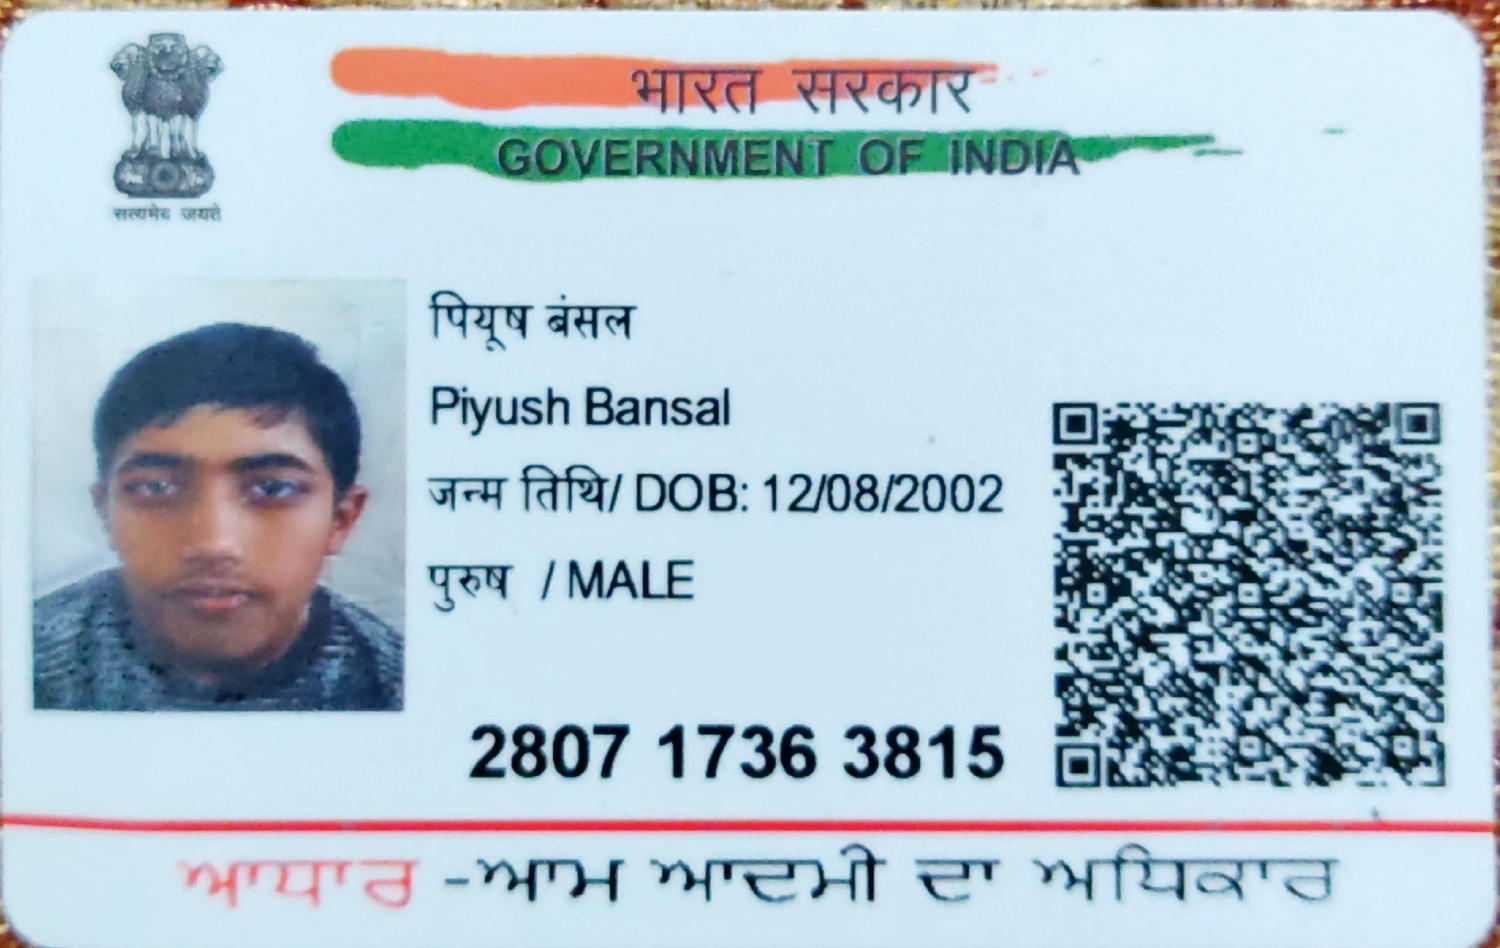 भारत सरकार
GOVERNMENT OF INDIA
सत्यमेव जयते
पियूष बंसल
Piyush Bansal
जन्म तिथि/ DOB: 12/08/2002
पुरुष / MALE
2807 1736 3815
ਆਧਾਰ -ਆਮ ਆਦਮੀ ਦਾ ਅਧਿਕਾਰ